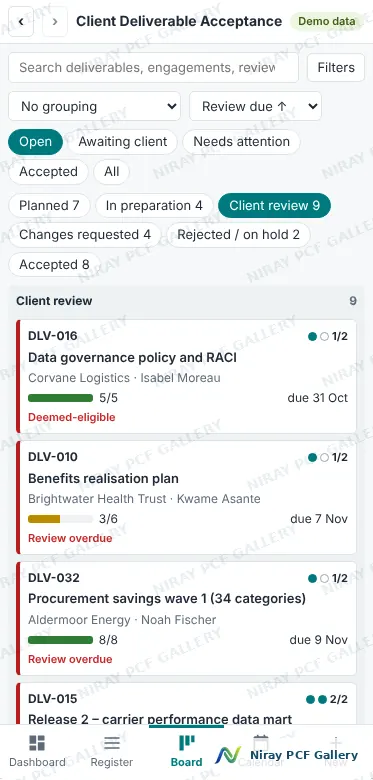 Client Deliverable Acceptance
Demo data
Search deliverables, engagements, review
Filters
No grouping
Review due ↑
Open
Awaiting client
Needs attention
Accepted
All
Planned 7
In preparation 4
Client review 9
Changes requested 4
Rejected / on hold 2
Accepted 8
Client review
9
DLV-016
1/2
Data governance policy and RACI
Corvane Logistics · Isabel Moreau
5/5
due 31 Oct
Deemed-eligible
DLV-010
1/2
Benefits realisation plan
Brightwater Health Trust · Kwame Asante
3/6
due 7 Nov
Review overdue
DLV-032
1/2
Procurement savings wave 1 (34 categories)
Aldermoor Energy · Noah Fischer
8/8
due 9 Nov
Review overdue
DLV-015
2/2
Release 2 – carrier performance data mart
Dashboard
Register
Board
Calendar
New
Niray PCF Gallery
NIRAY PCF GALLERY